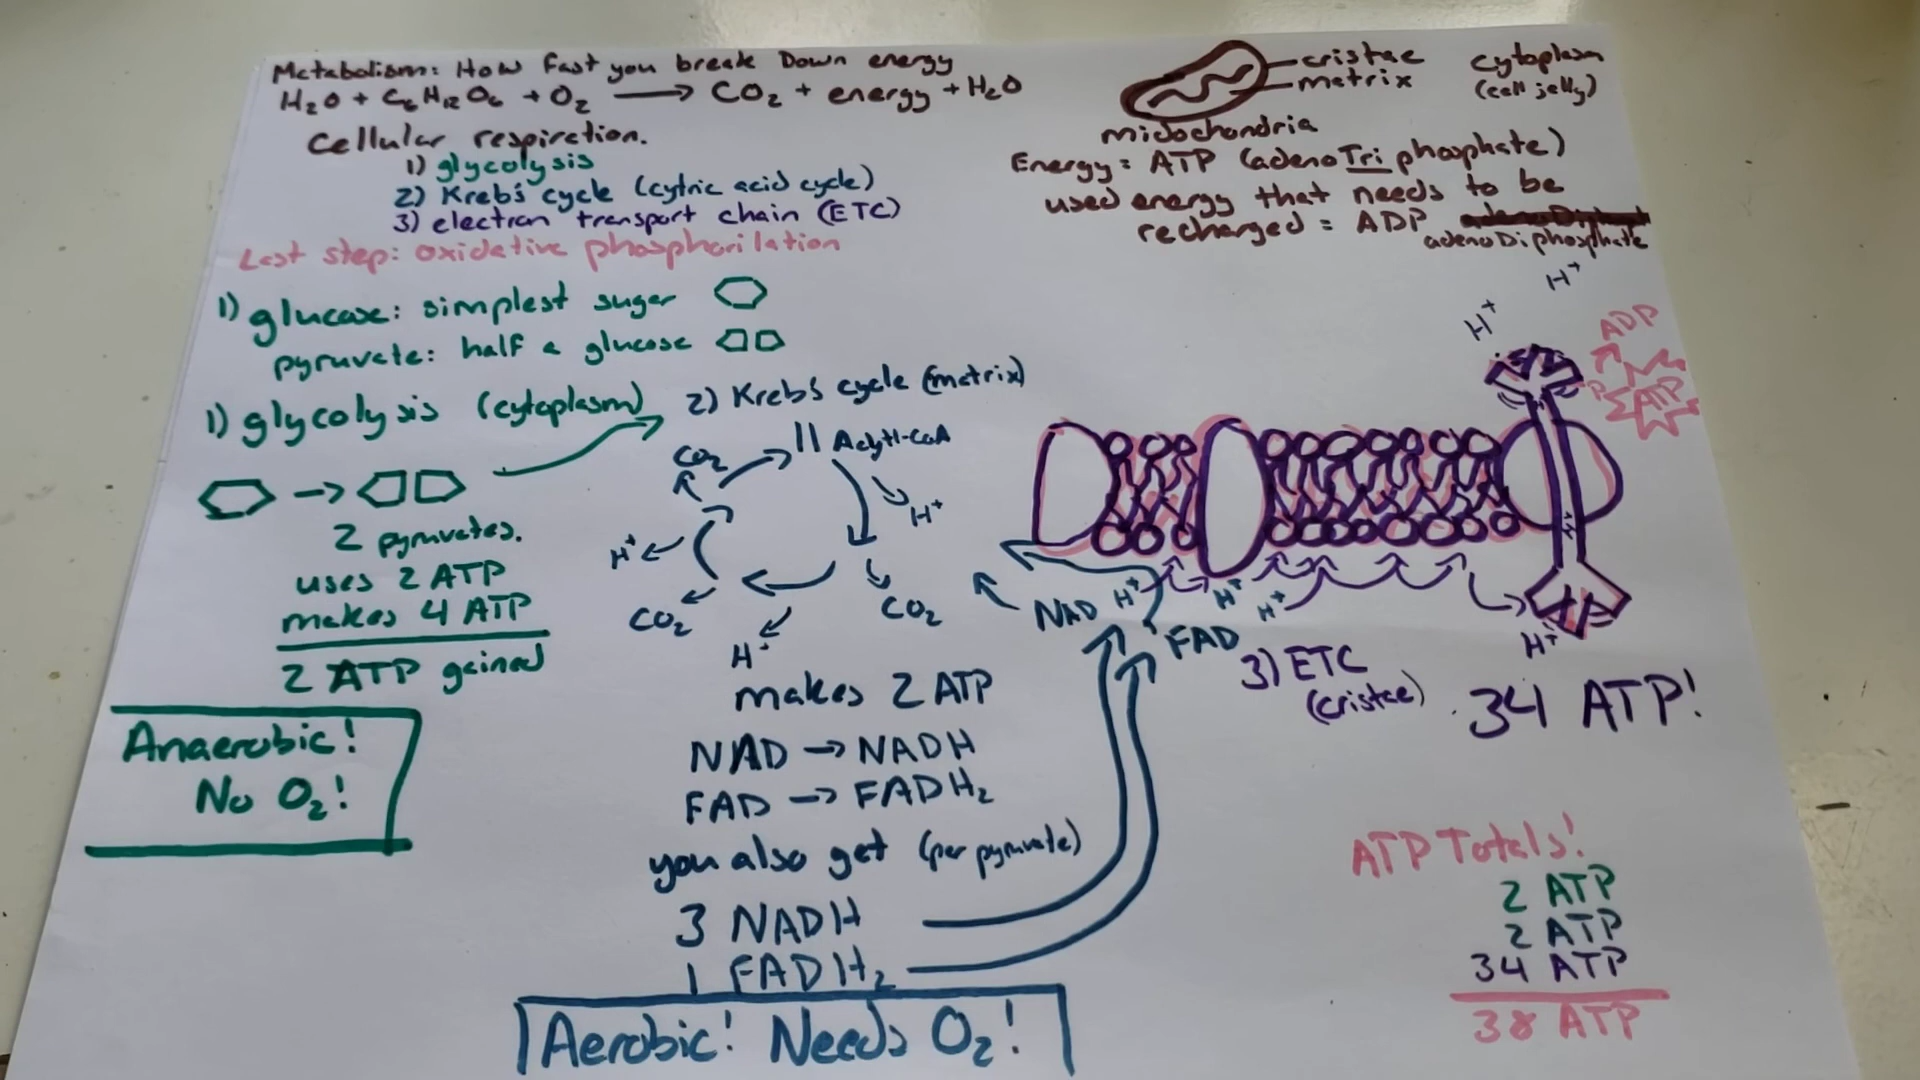 Metabolism: How fast you break Down energy
H₂O + C₆H₁₂O₆ + O₂ → CO₂ + energy + H₂O
Cellular respiration.
1) glycolysis
2) Kreb's cycle (cytric acid cycle)
3) electron transport chain (ETC)
Last step: oxidative phosphorilation
cristae
matrix
cytoplasm
(cell jelly)
midochondria
Energy = ATP (adenoTriphosphate)
used energy that needs to be
recharged = ADP
adenoDiphosphate
1) glucose: simplest sugar
pyruvate: half a glucose
1) glycolysis (cytoplasm)
2 pyruvates.
uses 2 ATP
makes 4 ATP
2 ATP gained
Anaerobic!
No O₂!
2) Kreb's cycle (matrix)
CO₂
H⁺
H⁺
CO₂
CO₂
H⁺
makes 2 ATP
NAD → NADH
FAD → FADH₂
you also get (per pyruvate)
3 NADH
1 FADH₂
Aerobic! Needs O₂!
H⁺
H⁺
ADP
P
ATP
NAD
H⁺
H⁺
H⁺
FAD
H⁺
3) ETC
(cristae)
34 ATP!
ATP Totals!
2 ATP
2 ATP
34 ATP
38 ATP